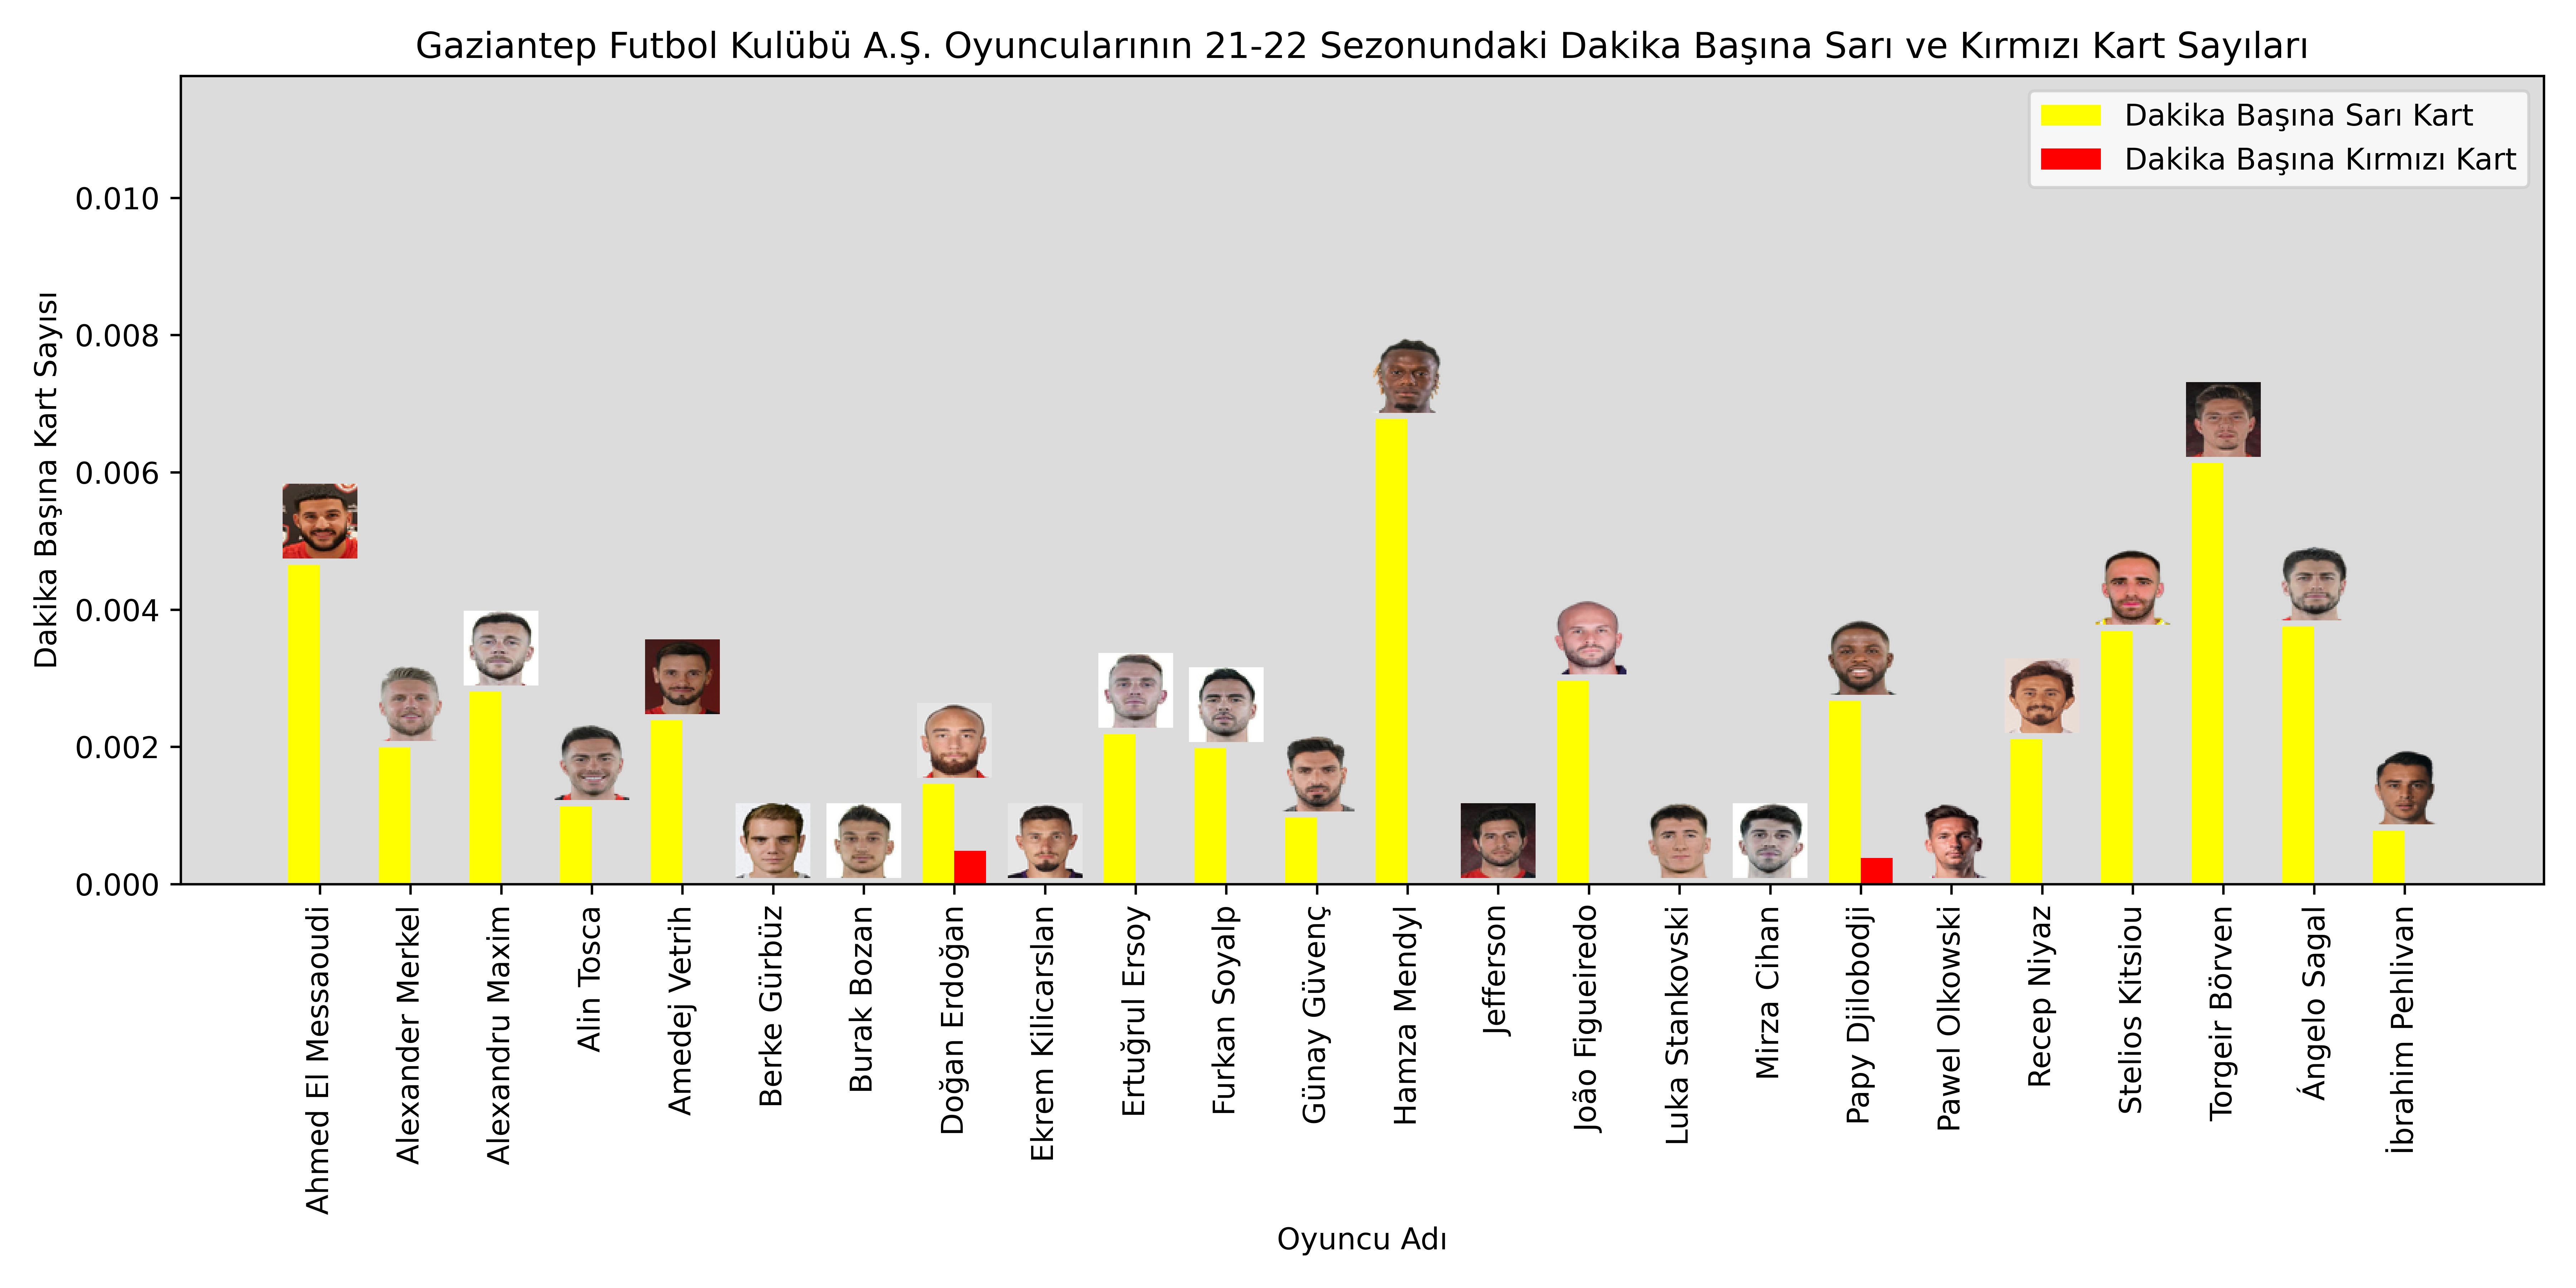 Gaziantep Futbol Kulübü A.Ş. Oyuncularının 21-22 Sezonundaki Dakika Başına Sarı ve Kırmızı Kart Sayıları
Dakika Başına Sarı Kart
Dakika Başına Kırmızı Kart
Dakika Başına Kart Sayısı
0.010
0.008
0.006
0.004
0.002
0.000
Ahmed El Messaoudi
Alexander Merkel
Alexandru Maxim
Alin Tosca
Amedej Vetrih
Berke Gürbüz
Burak Bozan
Doğan Erdoğan
Ekrem Kilicarslan
Ertuğrul Ersoy
Furkan Soyalp
Günay Güvenç
Hamza Mendyl
Jefferson
João Figueiredo
Luka Stankovski
Mirza Cihan
Papy Djilobodji
Pawel Olkowski
Recep Niyaz
Stelios Kitsiou
Torgeir Börven
Ángelo Sagal
İbrahim Pehlivan
Oyuncu Adı